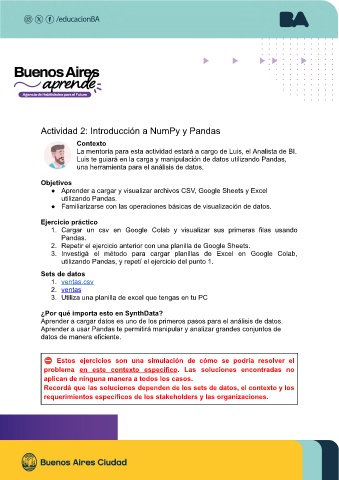 /educacionBA
BA
Buenos Aires
aprende
Agencia de Habilidades para el Futuro
Actividad 2: Introducción a NumPy y Pandas
Contexto
La mentoría para esta actividad estará a cargo de Luis, el Analista de BI.
Luis te guiará en la carga y manipulación de datos utilizando Pandas,
una herramienta para el análisis de datos.
Objetivos
● Aprender a cargar y visualizar archivos CSV, Google Sheets y Excel
utilizando Pandas.
● Familiarizarse con las operaciones básicas de visualización de datos.
Ejercicio práctico
1. Cargar un csv en Google Colab y visualizar sus primeras filas usando
Pandas.
2. Repetir el ejercicio anterior con una planilla de Google Sheets.
3. Investigá el método para cargar planillas de Excel en Google Colab,
utilizando Pandas, y repetí el ejercicio del punto 1.
Sets de datos
1. ventas.csv
2. ventas
3. Utiliza una planilla de excel que tengas en tu PC
¿Por qué importa esto en SynthData?
Aprender a cargar datos es uno de los primeros pasos para el análisis de datos.
Aprender a usar Pandas te permitirá manipular y analizar grandes conjuntos de
datos de manera eficiente.
⛔ Estos ejercicios son una simulación de cómo se podría resolver el
problema en este contexto específico. Las soluciones encontradas no
aplican de ninguna manera a todos los casos.
Recordá que las soluciones dependen de los sets de datos, el contexto y los
requerimientos específicos de los stakeholders y las organizaciones.
Buenos Aires Ciudad